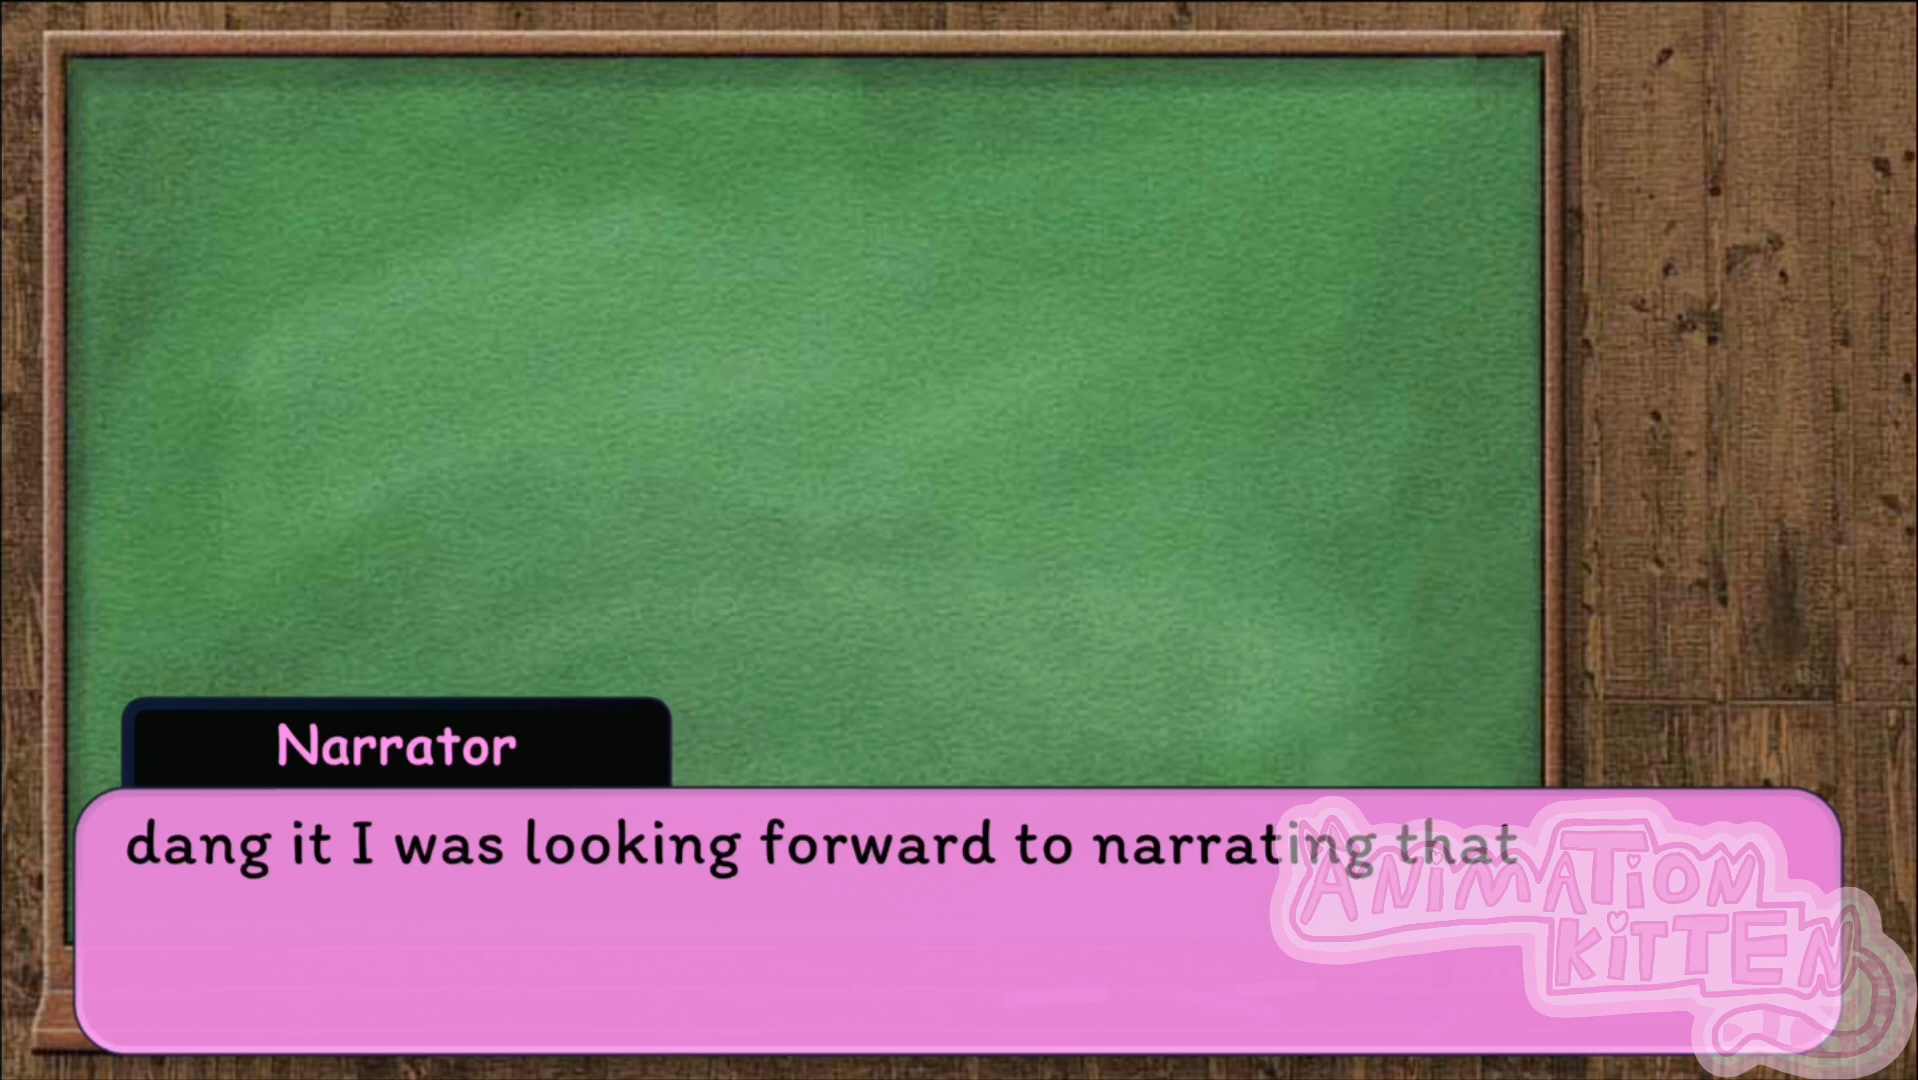 Narrator
dang it I was looking forward to narrating that
ANiMATiON
KiTTEN